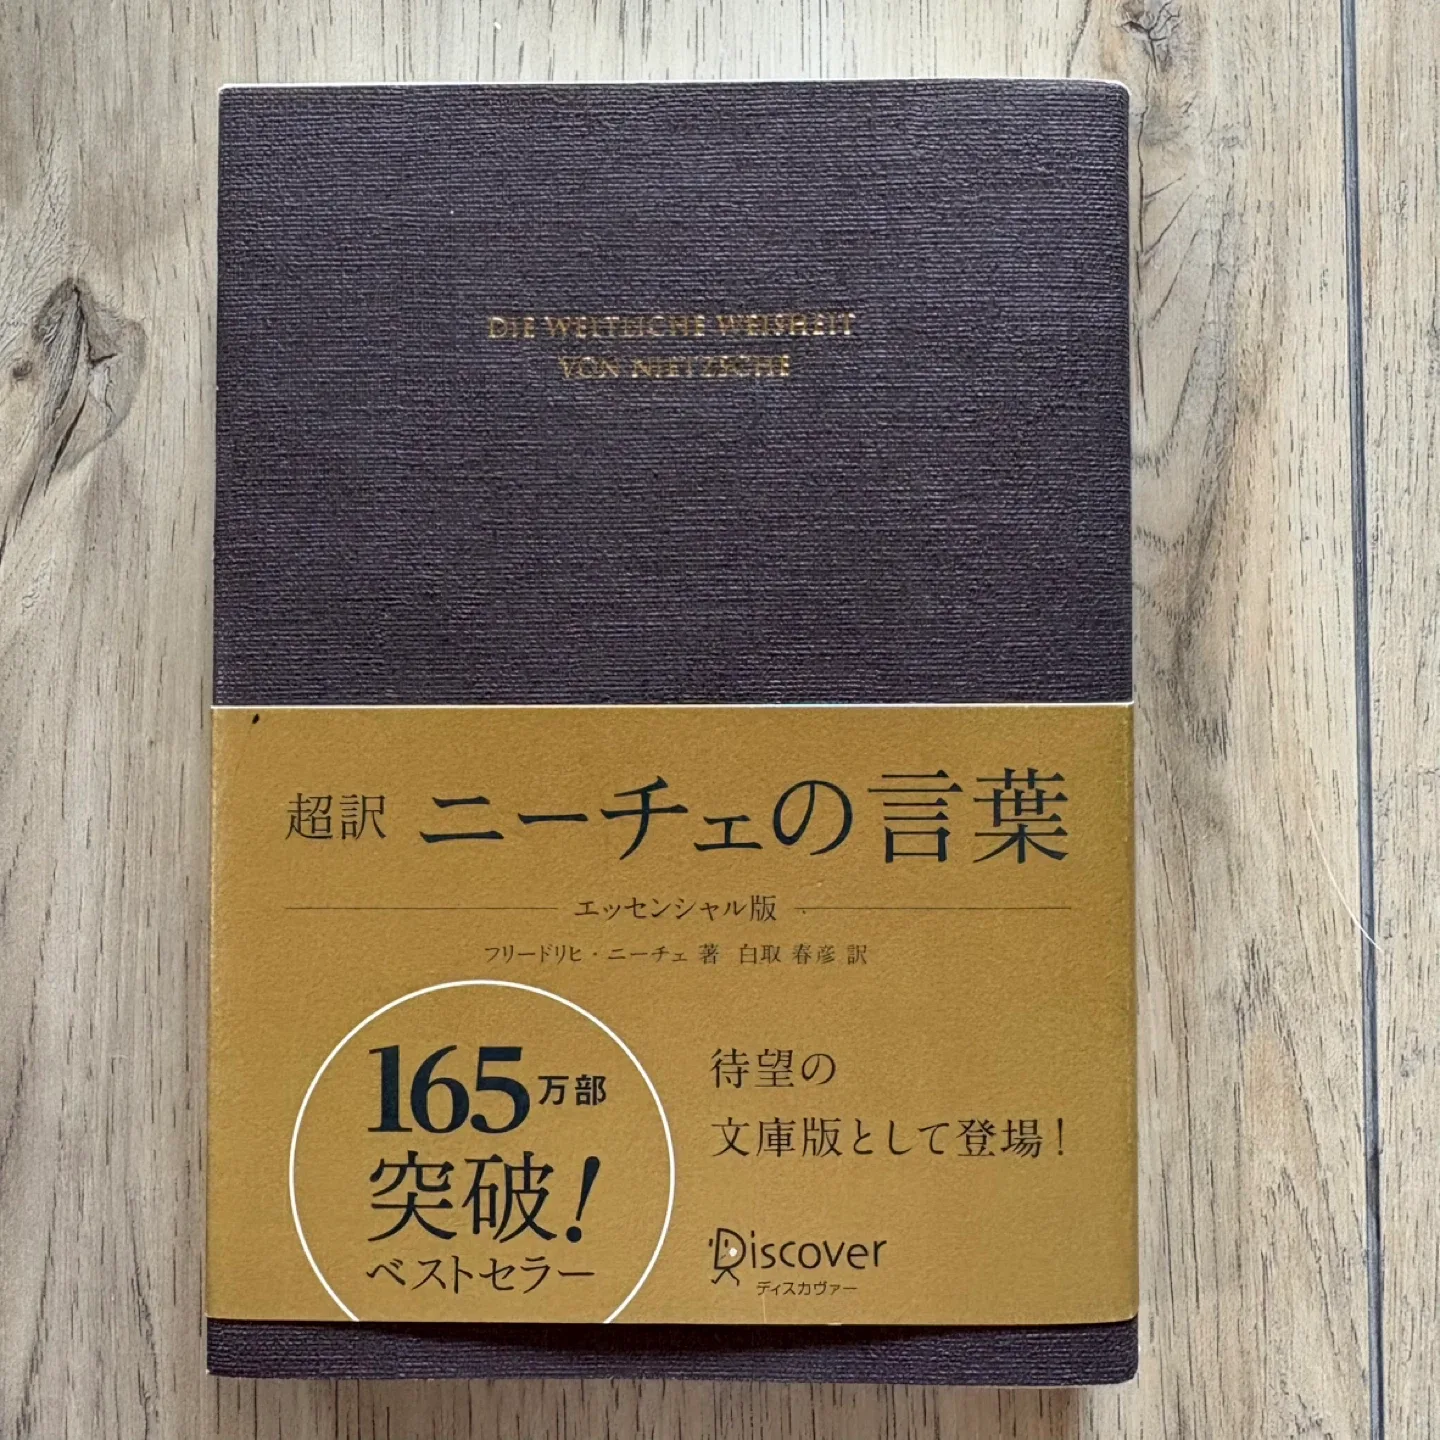 DIE WELTLICHE WEISHEIT
VON NIETZSCHE
超訳 ニーチェの言葉
エッセンシャル版
フリードリヒ・ニーチェ 著 白取 春彦 訳
165万部
突破!
ベストセラー
待望の
文庫版として登場!
Discover
ディスカヴァー